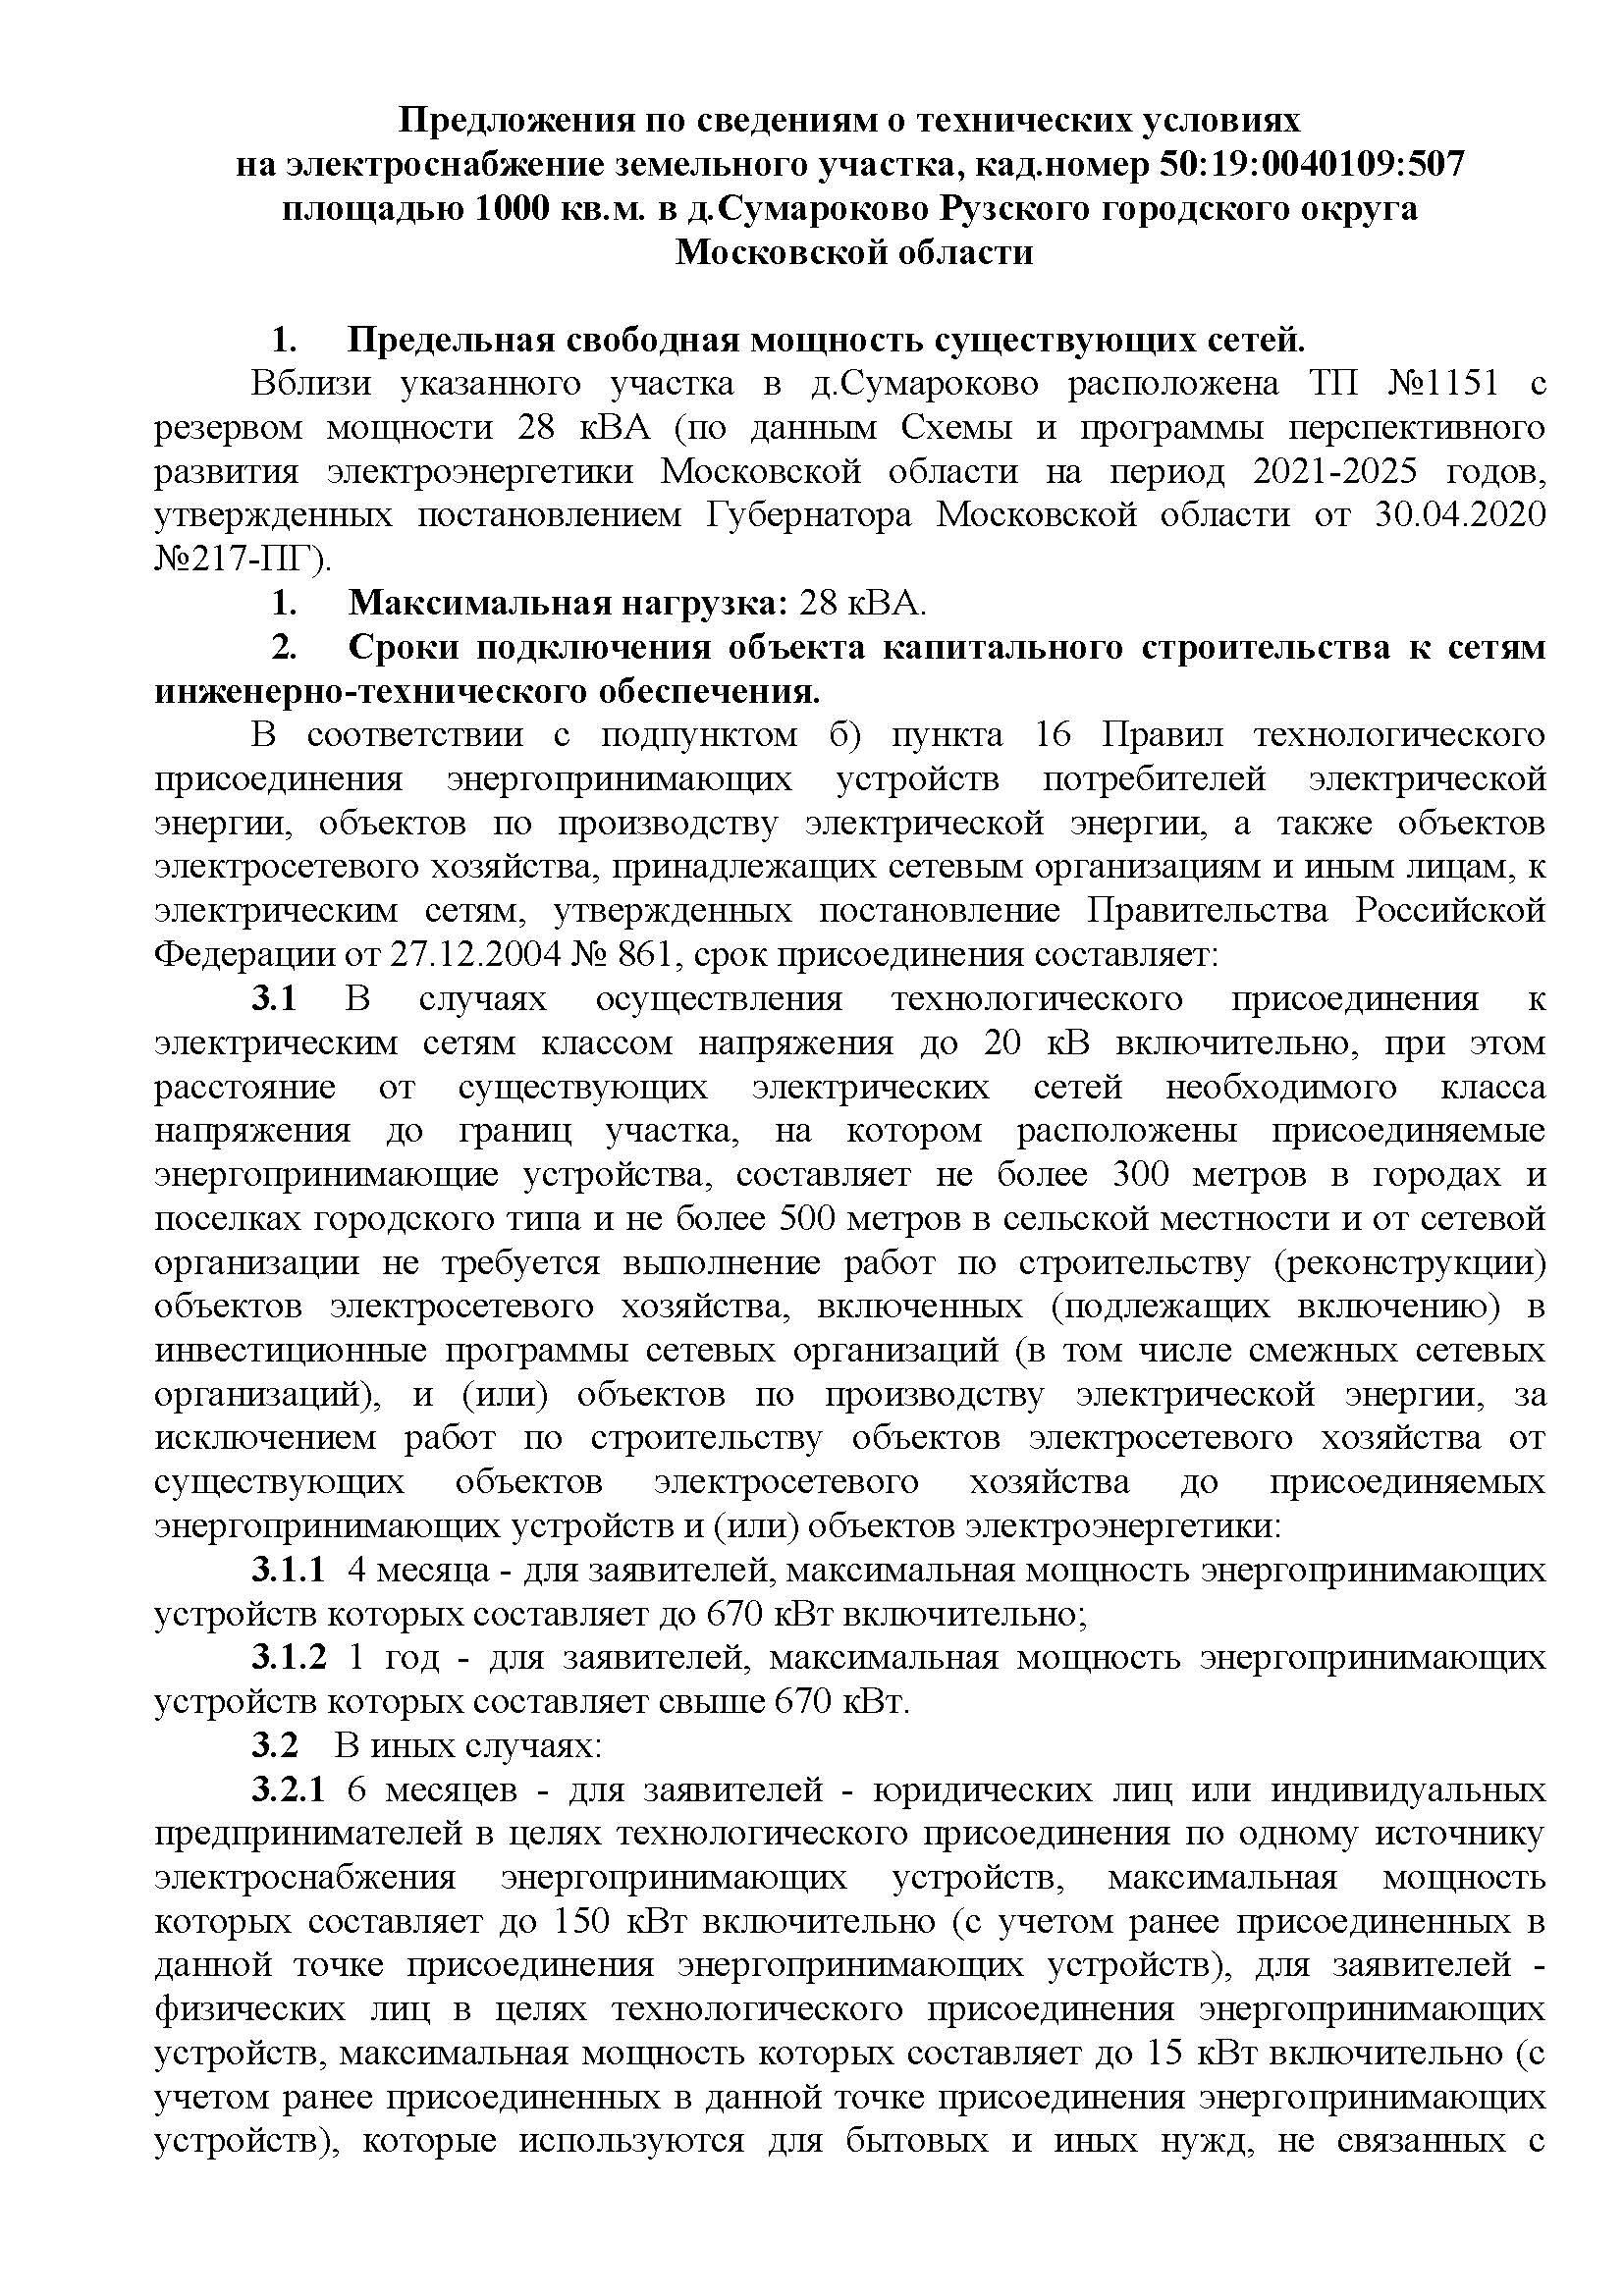 Предложения по сведениям о технических условиях
на электроснабжение земельного участка, кад.номер 50:19:0040109:507
площадью 1000 кв.м. в д.Сумароково Рузского городского округа
Московской области
1. Предельная свободная мощность существующих сетей.
Вблизи указанного участка в д.Сумароково расположена ТП №1151 с
резервом мощности 28 кВА (по данным Схемы и программы перспективного
развития электроэнергетики Московской области на период 2021-2025 годов,
утвержденных постановлением Губернатора Московской области от 30.04.2020
№217-ПГ).
1. Максимальная нагрузка: 28 кВА.
2. Сроки подключения объекта капитального строительства к сетям
инженерно-технического обеспечения.
В соответствии с подпунктом б) пункта 16 Правил технологического
присоединения энергопринимающих устройств потребителей электрической
энергии, объектов по производству электрической энергии, а также объектов
электросетевого хозяйства, принадлежащих сетевым организациям и иным лицам, к
электрическим сетям, утвержденных постановление Правительства Российской
Федерации от 27.12.2004 № 861, срок присоединения составляет:
3.1 В случаях осуществления технологического присоединения к
электрическим сетям классом напряжения до 20 кВ включительно, при этом
расстояние от существующих электрических сетей необходимого класса
напряжения до границ участка, на котором расположены присоединяемые
энергопринимающие устройства, составляет не более 300 метров в городах и
поселках городского типа и не более 500 метров в сельской местности и от сетевой
организации не требуется выполнение работ по строительству (реконструкции)
объектов электросетевого хозяйства, включенных (подлежащих включению) в
инвестиционные программы сетевых организаций (в том числе смежных сетевых
организаций), и (или) объектов по производству электрической энергии, за
исключением работ по строительству объектов электросетевого хозяйства от
существующих объектов электросетевого хозяйства до присоединяемых
энергопринимающих устройств и (или) объектов электроэнергетики:
3.1.1 4 месяца - для заявителей, максимальная мощность энергопринимающих
устройств которых составляет до 670 кВт включительно;
3.1.2 1 год - для заявителей, максимальная мощность энергопринимающих
устройств которых составляет свыше 670 кВт.
3.2 В иных случаях:
3.2.1 6 месяцев - для заявителей - юридических лиц или индивидуальных
предпринимателей в целях технологического присоединения по одному источнику
электроснабжения энергопринимающих устройств, максимальная мощность
которых составляет до 150 кВт включительно (с учетом ранее присоединенных в
данной точке присоединения энергопринимающих устройств), для заявителей -
физических лиц в целях технологического присоединения энергопринимающих
устройств, максимальная мощность которых составляет до 15 кВт включительно (с
учетом ранее присоединенных в данной точке присоединения энергопринимающих
устройств), которые используются для бытовых и иных нужд, не связанных с